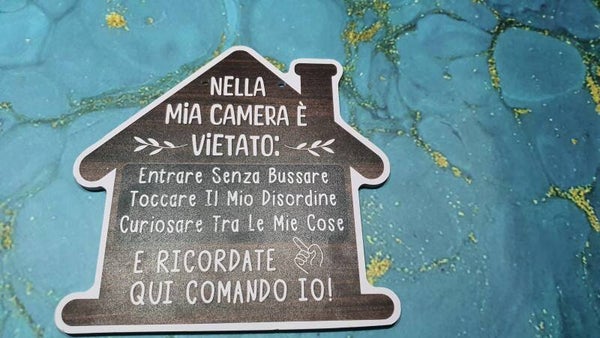 NELLA
MiA CAMERA È
ViETATO:
Entrare Senza Bussare
Toccare Il Mio Disordine
Curiosare Tra Le Mie Cose
E RICORDATE
QUI COMANDO IO!